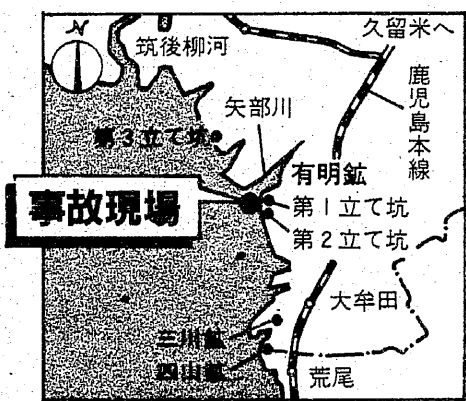 N
久留米へ
筑後柳河
鹿児島本線
矢部川
第3立て坑
有明鉱
事故現場
第1立て坑
第2立て坑
大牟田
三川鉱
四山鉱
荒尾